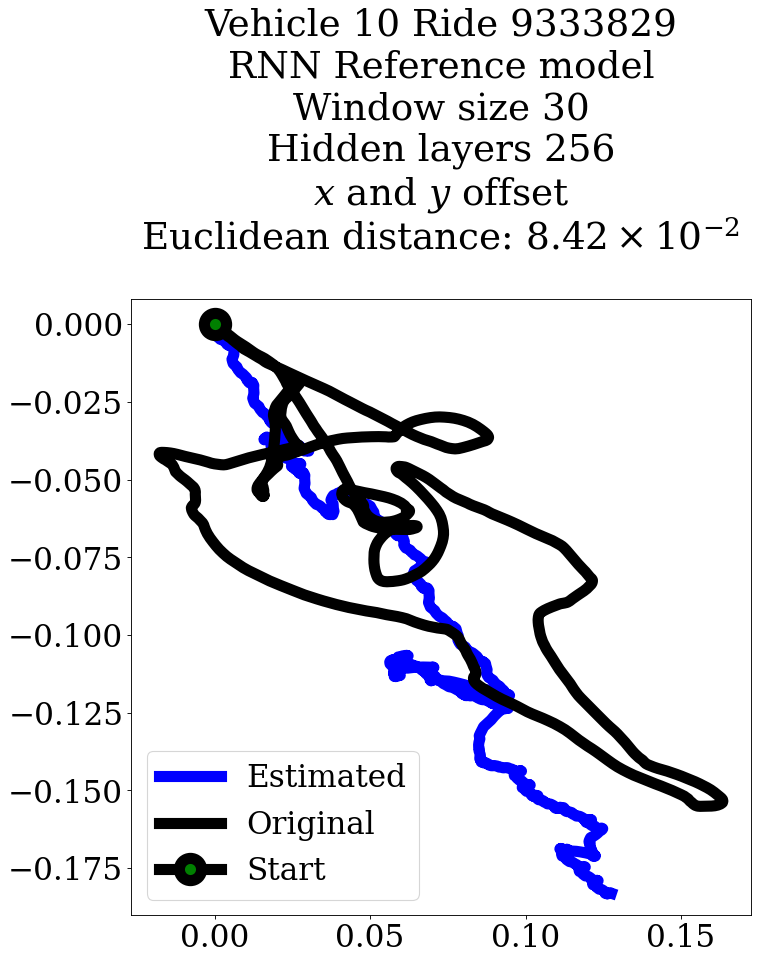 Vehicle 10 Ride 9333829
RNN Reference model
Window size 30
Hidden layers 256
x and y offset
Euclidean distance: 8.42 × 10⁻²
0.000
−0.025
−0.050
−0.075
−0.100
−0.125
−0.150
−0.175
Estimated
Original
Start
0.00 0.05 0.10 0.15